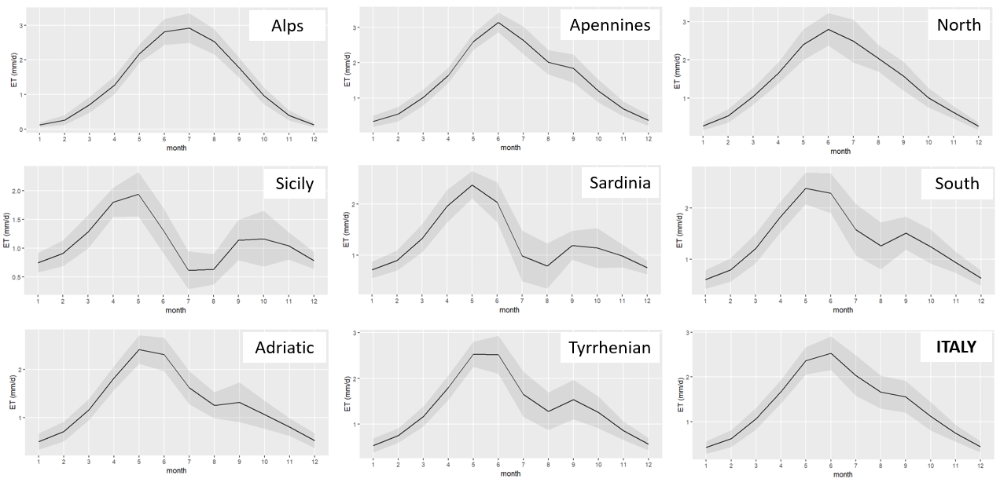 Alps
ET (mm/d)
3
2
1
0
1 2 3 4 5 6 7 8 9 10 11 12
month
Apennines
ET (mm/d)
3
2
1
1 2 3 4 5 6 7 8 9 10 11 12
month
North
ET (mm/d)
3
2
1
1 2 3 4 5 6 7 8 9 10 11 12
month
Sicily
ET (mm/d)
2.0
1.5
1.0
0.5
1 2 3 4 5 6 7 8 9 10 11 12
month
Sardinia
ET (mm/d)
2
1
1 2 3 4 5 6 7 8 9 10 11 12
month
South
ET (mm/d)
2
1
1 2 3 4 5 6 7 8 9 10 11 12
month
Adriatic
ET (mm/d)
2
1
1 2 3 4 5 6 7 8 9 10 11 12
month
Tyrrhenian
ET (mm/d)
3
2
1
1 2 3 4 5 6 7 8 9 10 11 12
month
ITALY
ET (mm/d)
3
2
1
1 2 3 4 5 6 7 8 9 10 11 12
month